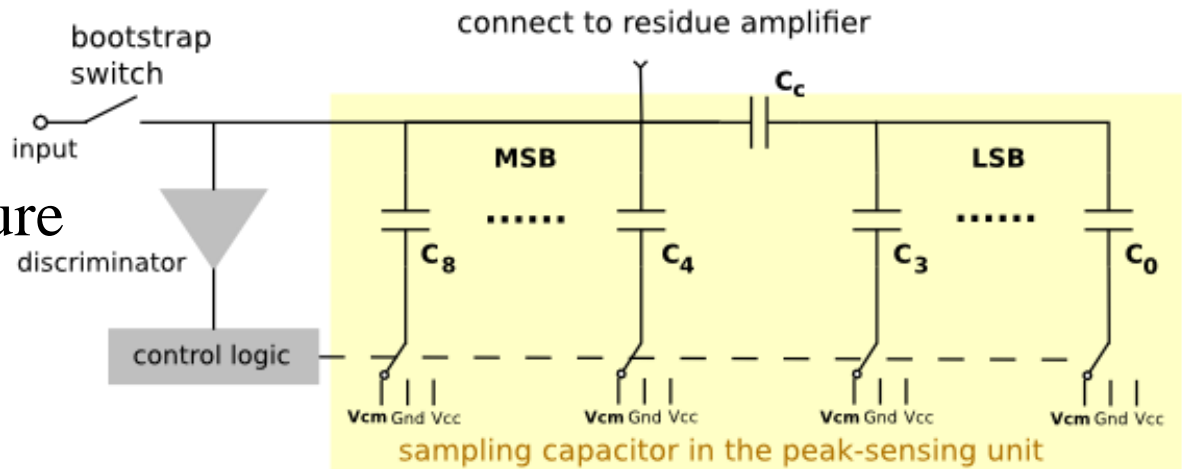 connect to residue amplifier
bootstrap
switch
Cc
input
MSB
LSB
ure
discriminator
C8
C4
C3
C0
control logic
Vcm Gnd Vcc
Vcm Gnd Vcc
Vcm Gnd Vcc
Vcm Gnd Vcc
sampling capacitor in the peak-sensing unit